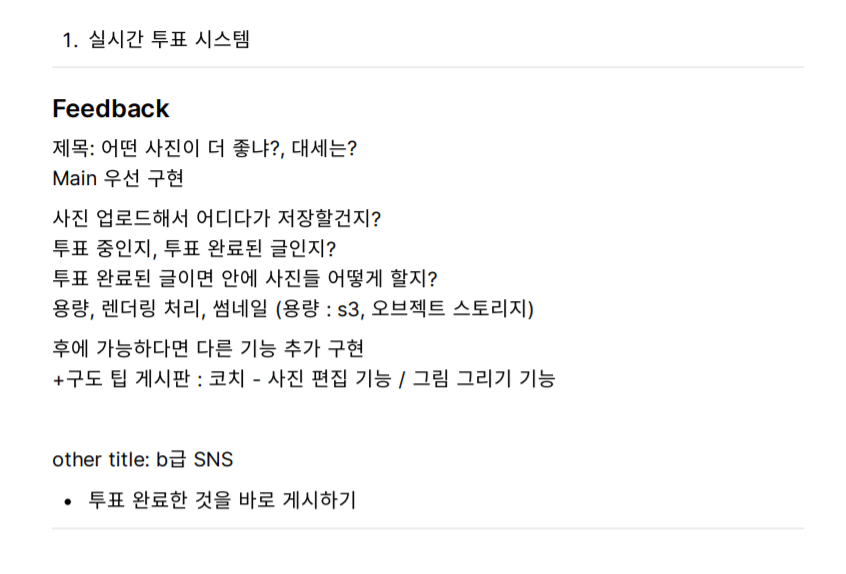 1. 실시간 투표 시스템
Feedback
제목: 어떤 사진이 더 좋냐?, 대세는?
Main 우선 구현
사진 업로드해서 어디다가 저장할건지?
투표 중인지, 투표 완료된 글인지?
투표 완료된 글이면 안에 사진들 어떻게 할지?
용량, 렌더링 처리, 썸네일 (용량 : s3, 오브젝트 스토리지)
후에 가능하다면 다른 기능 추가 구현
+구도 팁 게시판 : 코치 - 사진 편집 기능 / 그림 그리기 기능
other title: b급 SNS
• 투표 완료한 것을 바로 게시하기